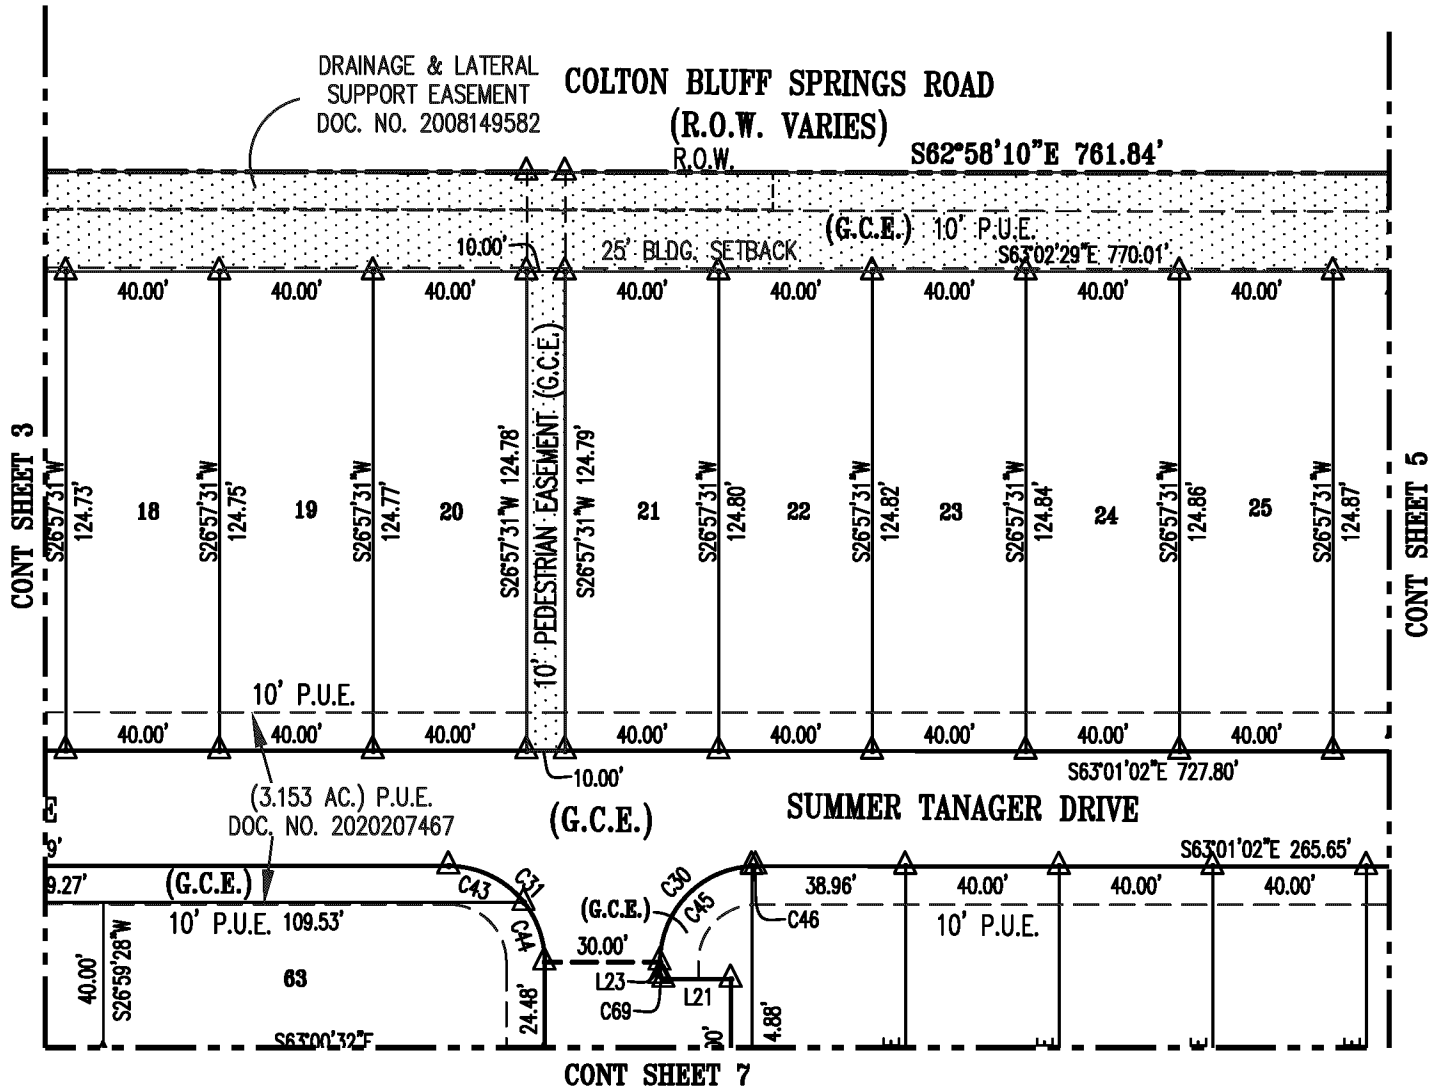 DRAINAGE & LATERAL
SUPPORT EASEMENT
DOC. NO. 2008149582
COLTON BLUFF SPRINGS ROAD
(R.O.W. VARIES)
R.O.W.
S62°58'10"E 761.84'
(G.C.E.) 10' P.U.E.
10.00'
25' BLDG. SETBACK
S63°02'29"E 770.01'
40.00'
40.00'
40.00'
40.00'
40.00'
40.00'
40.00'
40.00'
CONT SHEET 3
S26°57'31"W
124.73'
18
S26°57'31"W
124.75'
19
S26°57'31"W
124.77'
20
S26°57'31"W 124.78'
10' PEDESTRIAN EASEMENT (G.C.E.)
S26°57'31"W 124.79'
21
S26°57'31"W
124.80'
22
S26°57'31"W
124.82'
23
S26°57'31"W
124.84'
24
S26°57'31"W
124.86'
25
S26°57'31"W
124.87'
CONT SHEET 5
10' P.U.E.
40.00'
40.00'
40.00'
40.00'
40.00'
40.00'
40.00'
40.00'
10.00'
S63°01'02"E 727.80'
(3.153 AC.) P.U.E.
DOC. NO. 2020207467
(G.C.E.)
SUMMER TANAGER DRIVE
E
9'
S63°01'02"E 265.65'
9.27'
(G.C.E.)
C43
C31
C30
C45
38.96'
40.00'
40.00'
40.00'
10' P.U.E. 109.53'
C44
(G.C.E.)
C46
10' P.U.E.
30.00'
40.00'
S26°59'28"W
63
24.48'
L23
C69
L21
4.88'
00'
S63°00'32"E
CONT SHEET 7